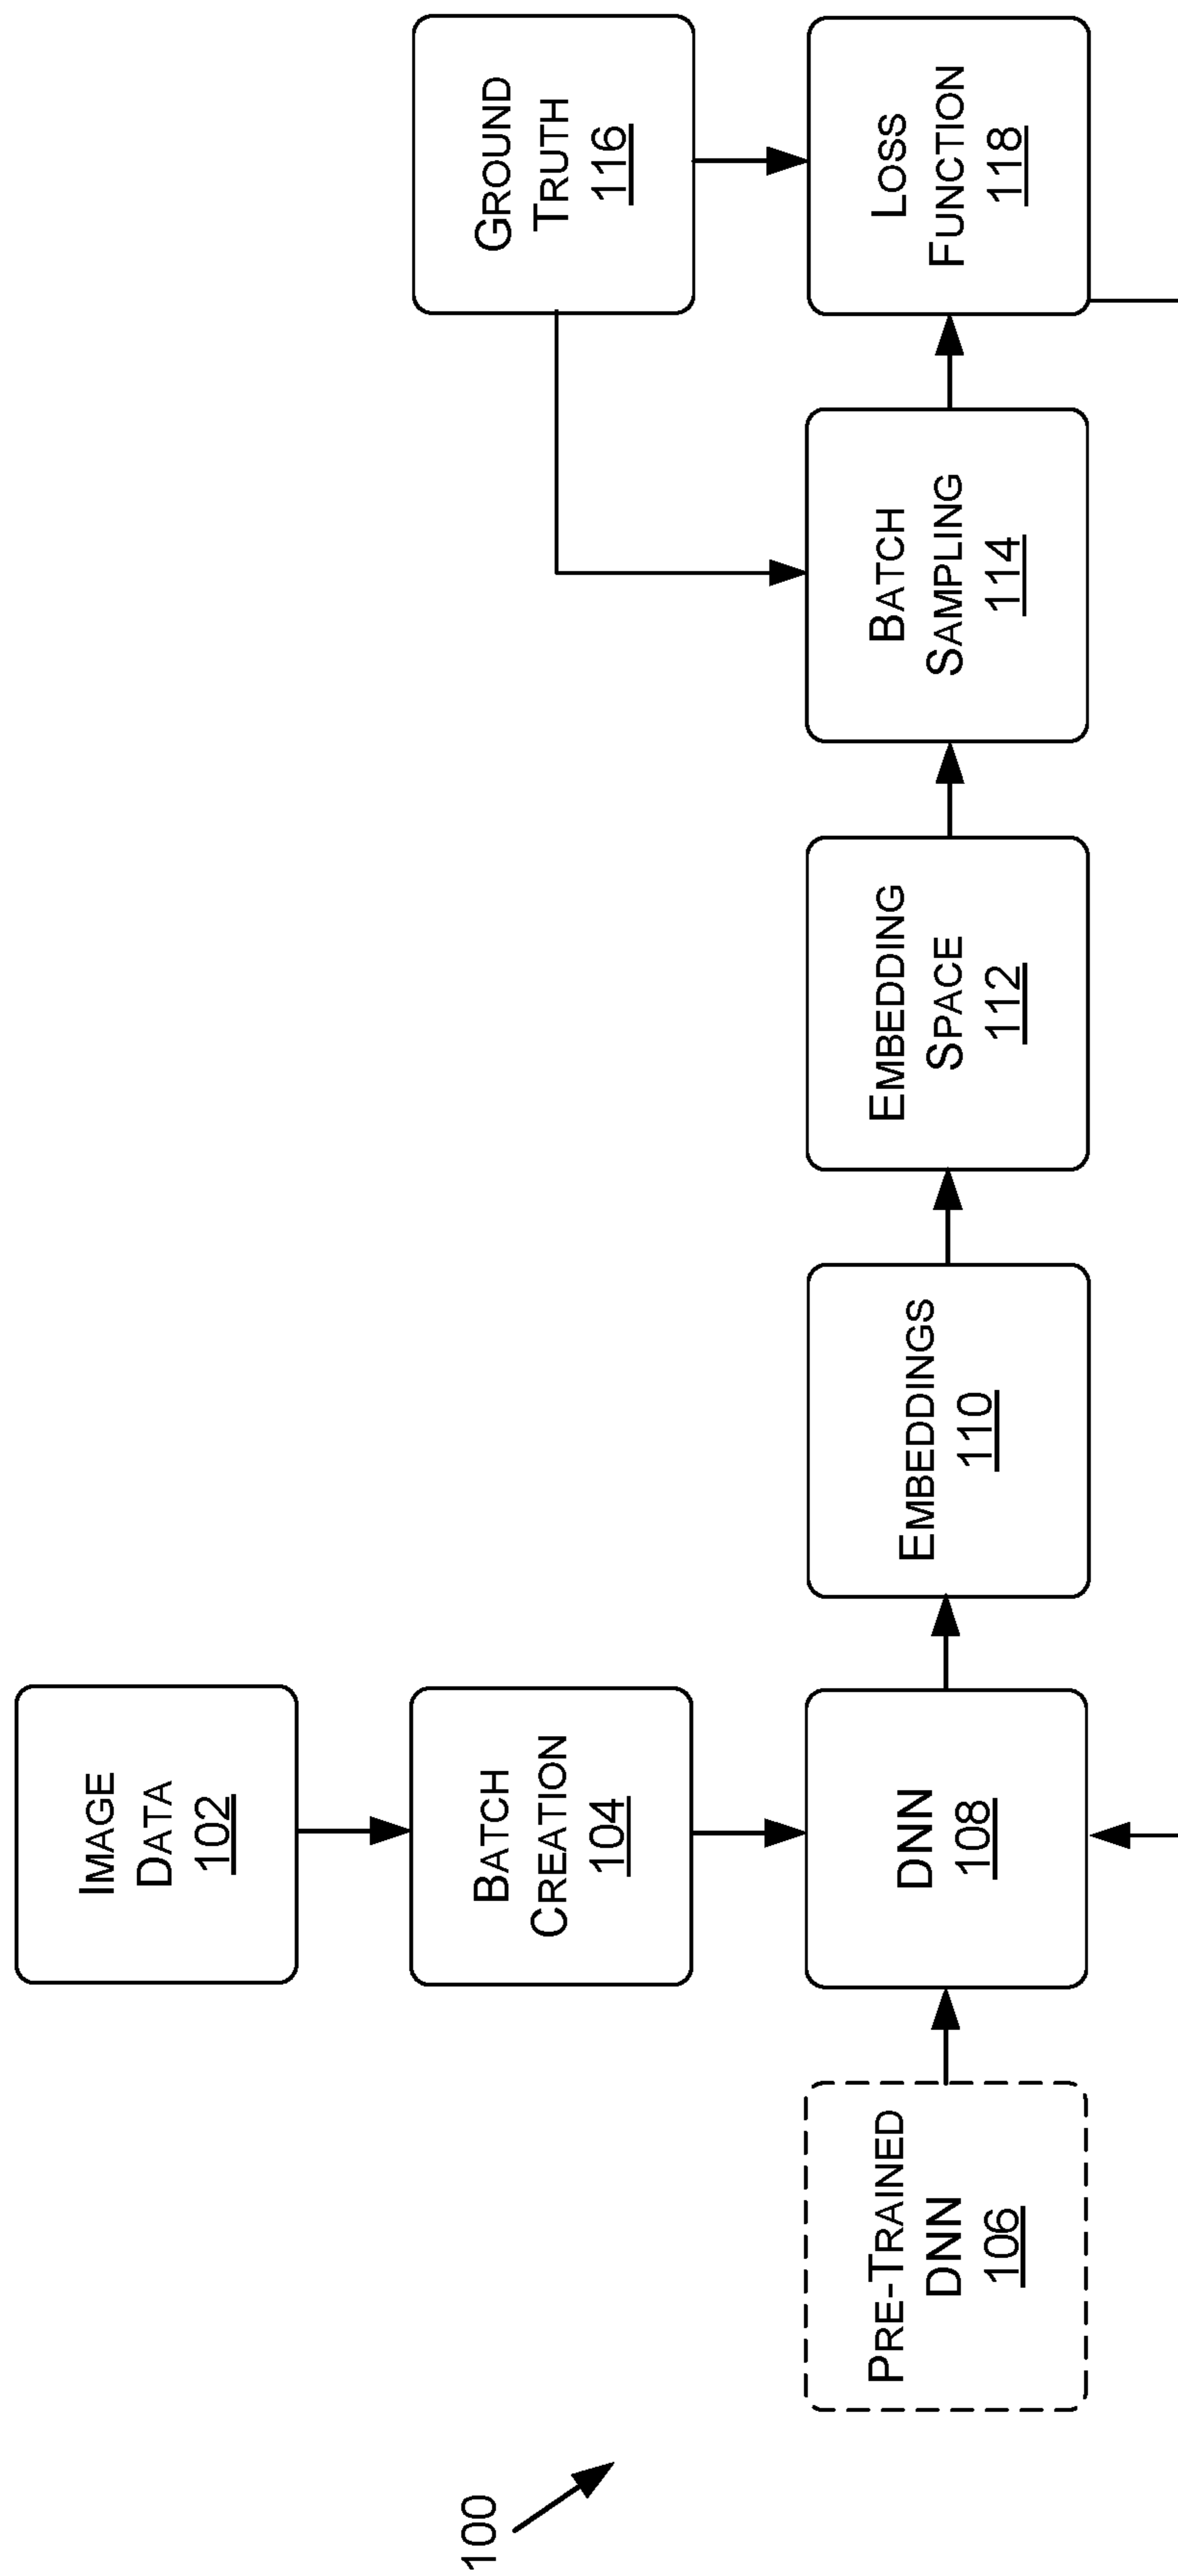 100
IMAGE
DATA
102
BATCH
CREATION
104
PRE-TRAINED
DNN
106
DNN
108
EMBEDDINGS
110
EMBEDDING
SPACE
112
BATCH
SAMPLING
114
GROUND
TRUTH
116
LOSS
FUNCTION
118